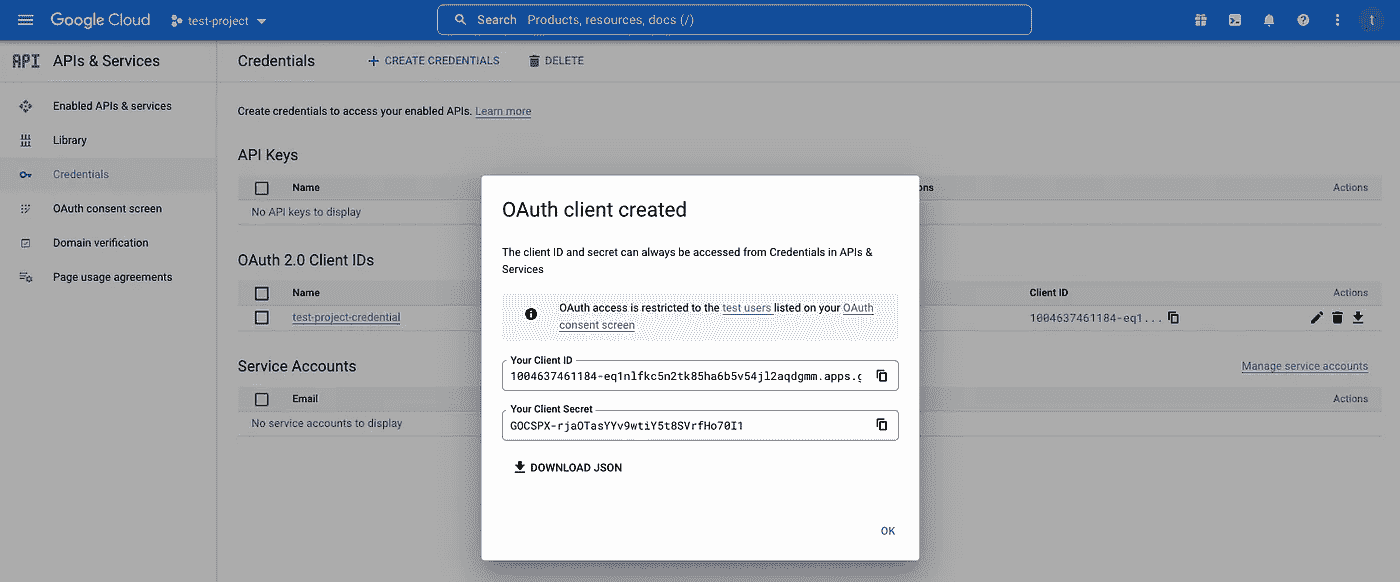 Google Cloud
test-project
Search Products, resources, docs (/)
t
API APIs & Services
Enabled APIs & services
Library
Credentials
OAuth consent screen
Domain verification
Page usage agreements
Credentials
CREATE CREDENTIALS
DELETE
Create credentials to access your enabled APIs. Learn more
API Keys
Name
Actions
No API keys to display
OAuth 2.0 Client IDs
Name
Client ID
Actions
test-project-credential
1004637461184-eq1...
Service Accounts
Manage service accounts
Email
Actions
No service accounts to display
OAuth client created
The client ID and secret can always be accessed from Credentials in APIs &
Services
OAuth access is restricted to the test users listed on your OAuth
consent screen
Your Client ID
1004637461184-eq1nlfkc5n2tk85ha6b5v54jl2aqdgmm.apps.g
Your Client Secret
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
DOWNLOAD JSON
OK